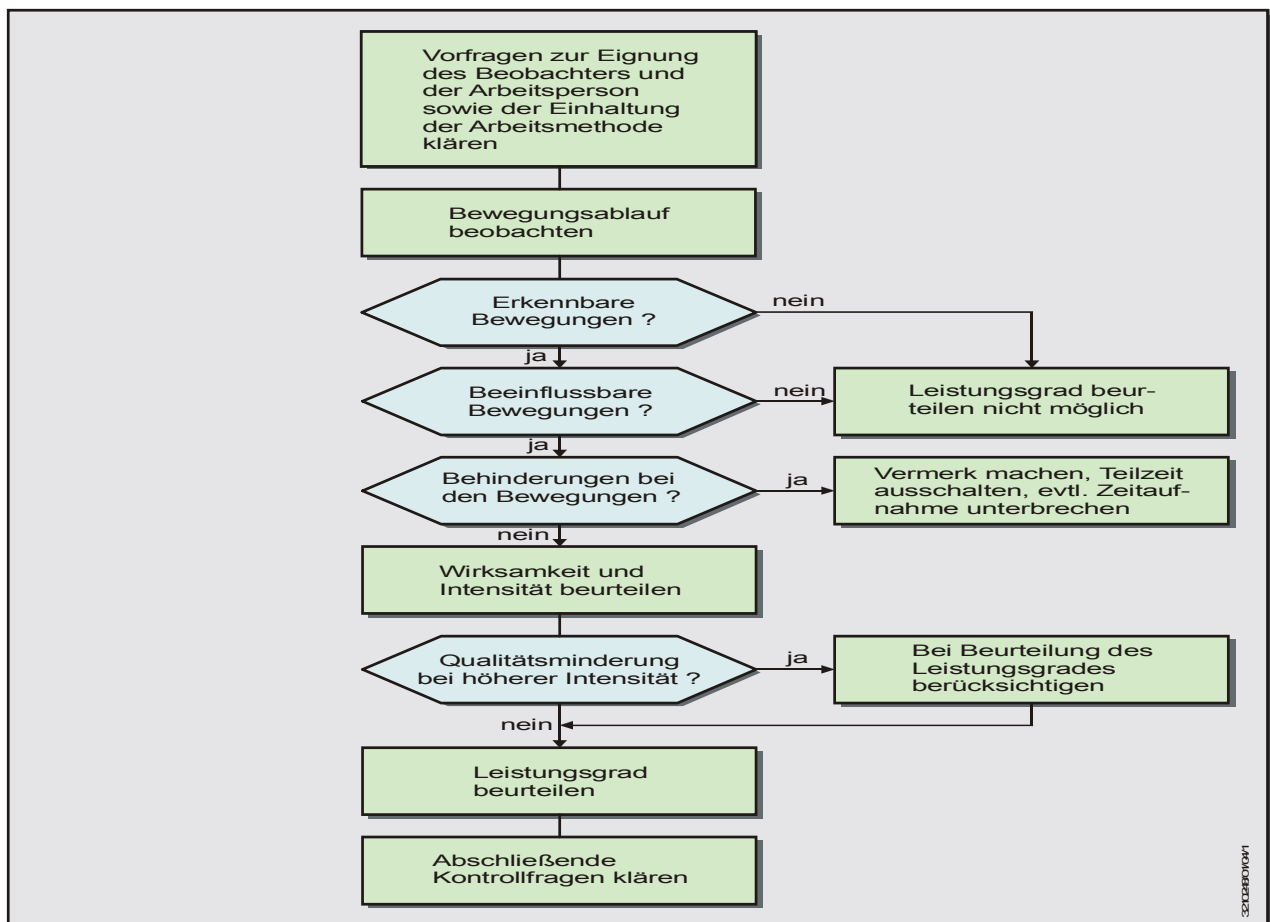 Vorfragen zur Eignung
des Beobachters und
der Arbeitsperson
sowie der Einhaltung
der Arbeitsmethode
klären
Bewegungsablauf
beobachten
Erkennbare
Bewegungen ?
nein
ja
Beeinflussbare
Bewegungen ?
nein
Leistungsgrad beur-
teilen nicht möglich
ja
Behinderungen bei
den Bewegungen ?
ja
Vermerk machen, Teilzeit
ausschalten, evtl. Zeitauf-
nahme unterbrechen
nein
Wirksamkeit und
Intensität beurteilen
Qualitätsminderung
bei höherer Intensität ?
ja
Bei Beurteilung des
Leistungsgrades
berücksichtigen
nein
Leistungsgrad
beurteilen
Abschließende
Kontrollfragen klären